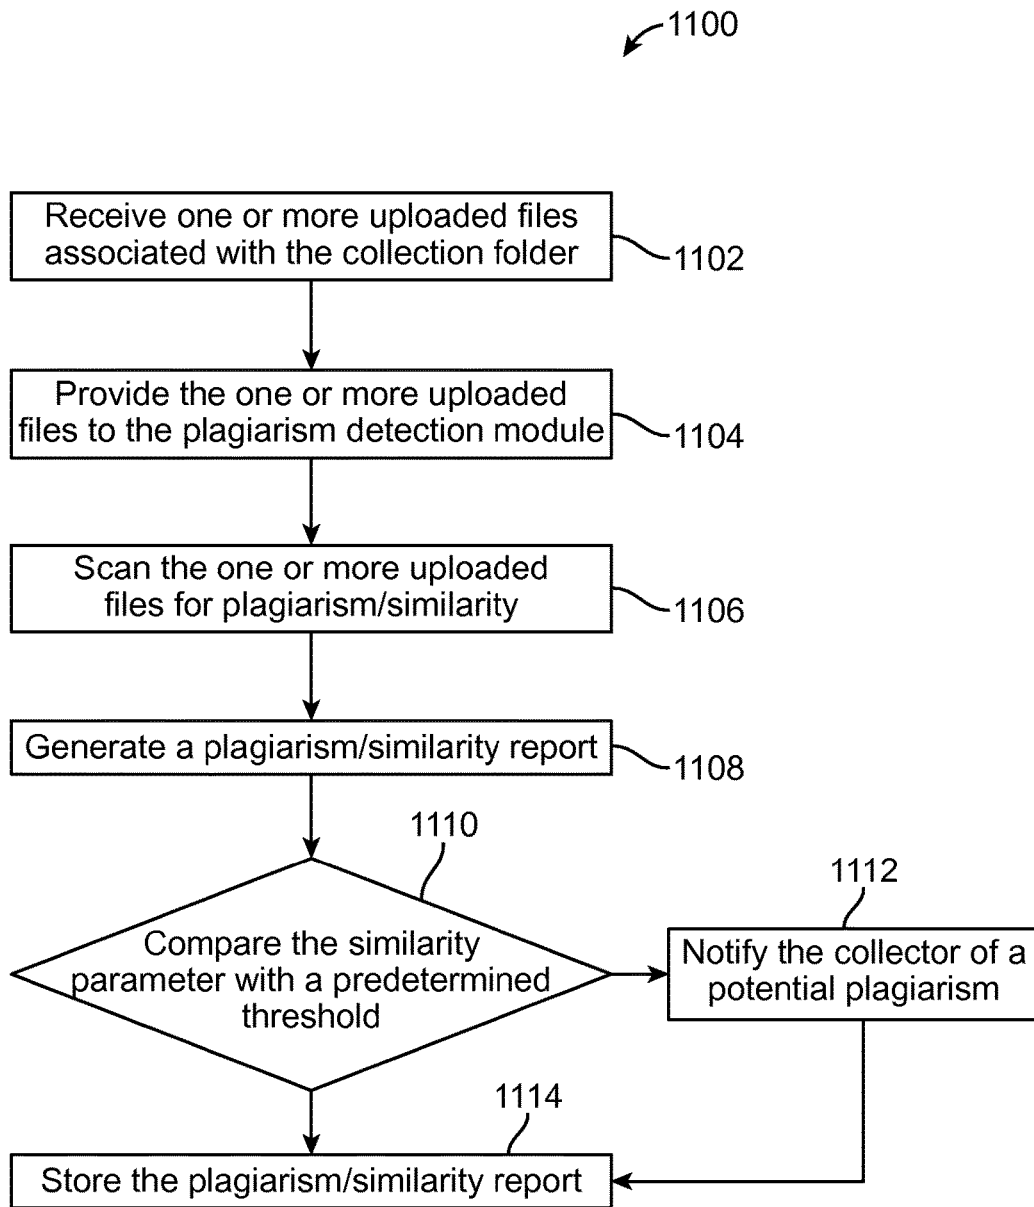 1100
Receive one or more uploaded files
associated with the collection folder
1102
Provide the one or more uploaded
files to the plagiarism detection module
1104
Scan the one or more uploaded
files for plagiarism/similarity
1106
Generate a plagiarism/similarity report
1108
1110
Compare the similarity
parameter with a predetermined
threshold
1112
Notify the collector of a
potential plagiarism
1114
Store the plagiarism/similarity report